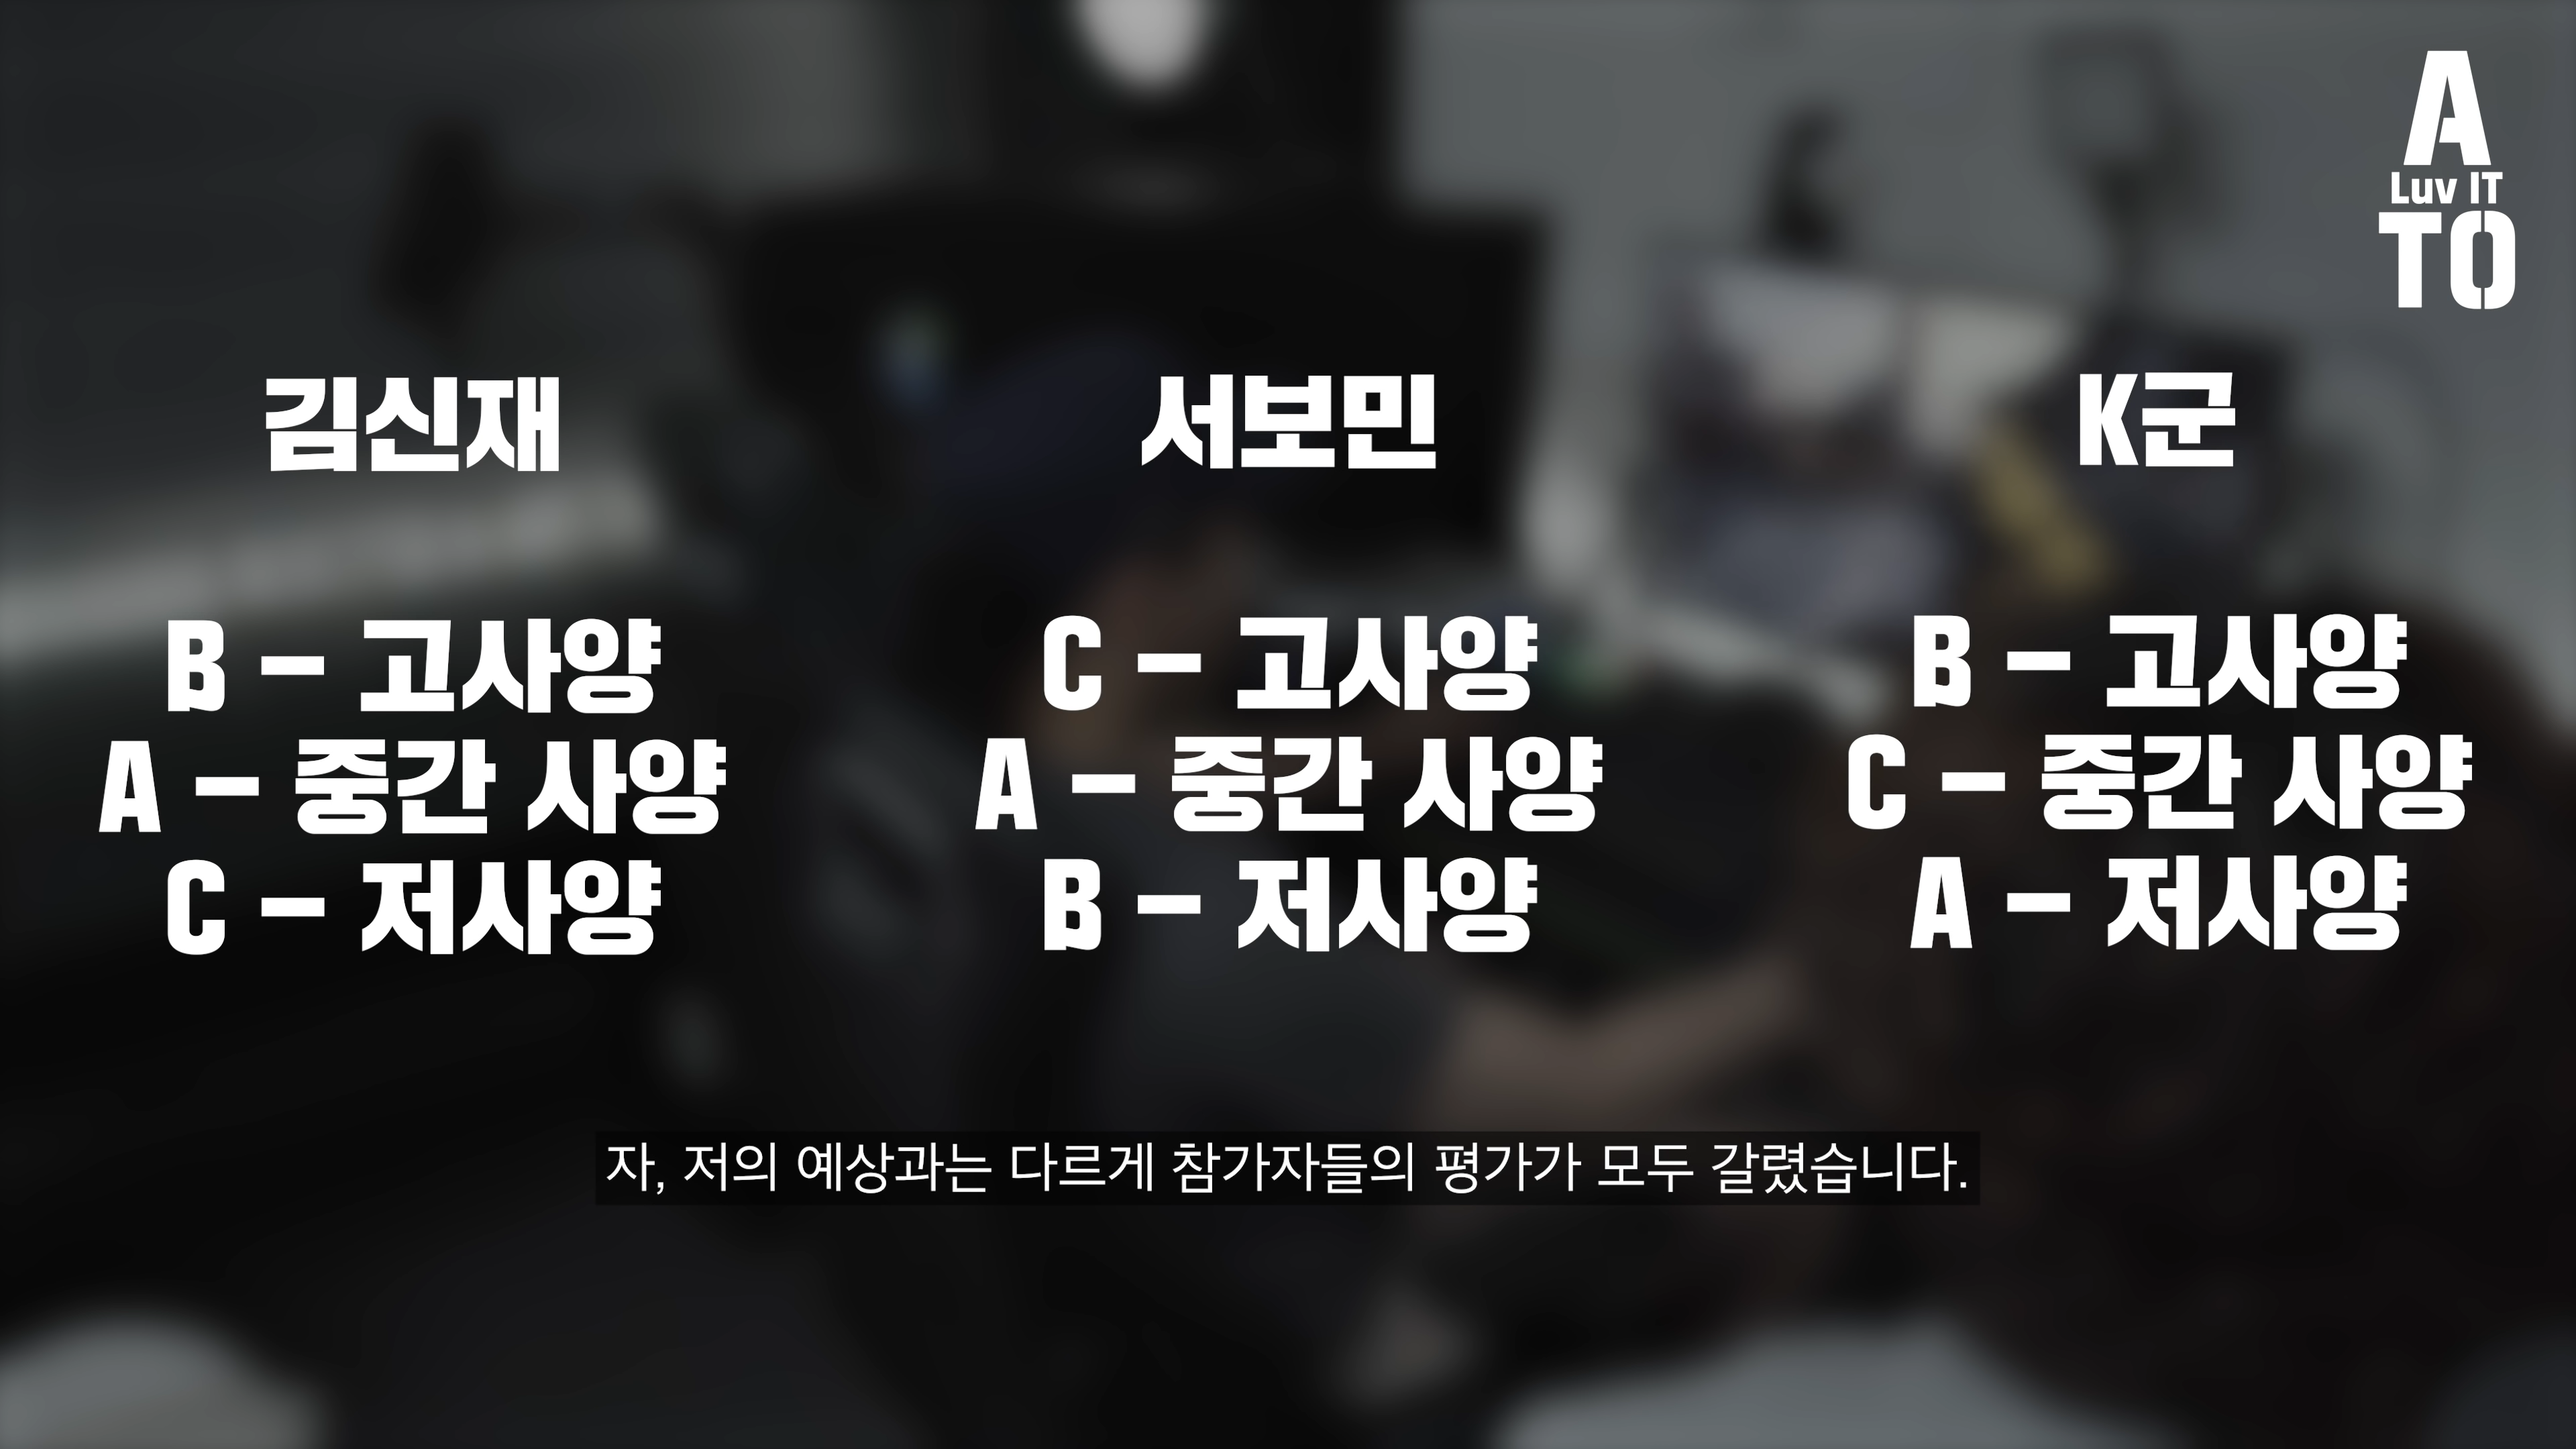 A
Luv IT
TO
김신재
B - 고사양
A - 중간 사양
C - 저사양
서보민
C - 고사양
A - 중간 사양
B - 저사양
K군
B - 고사양
C - 중간 사양
A - 저사양
자, 저의 예상과는 다르게 참가자들의 평가가 모두 갈렸습니다.